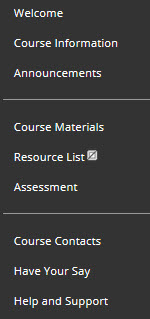 Welcome
Course Information
Announcements
Course Materials
Resource List
Assessment
Course Contacts
Have Your Say
Help and Support